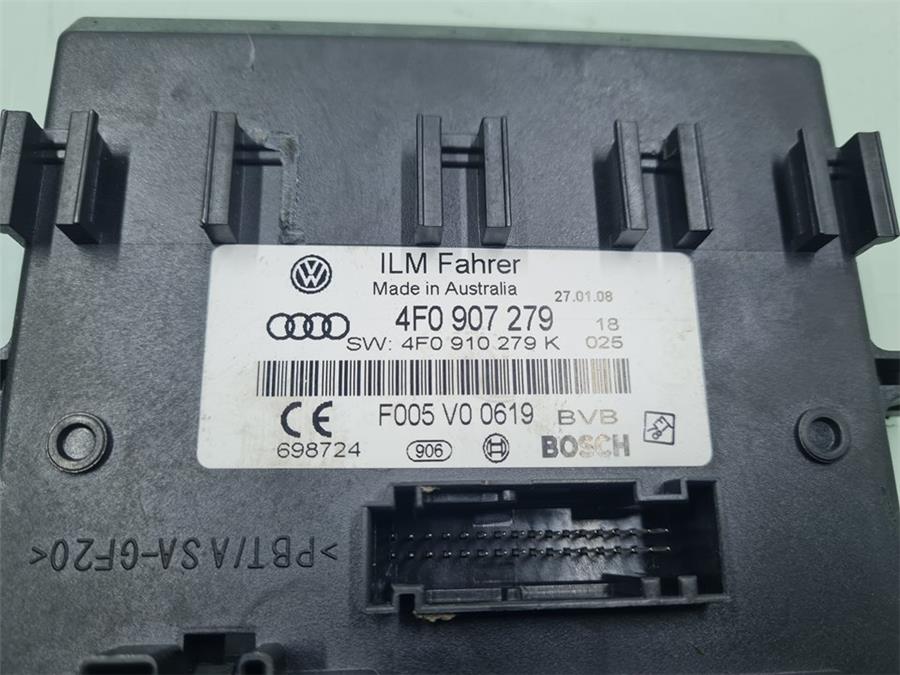 ILM Fahrer
Made in Australia
27.01.08
4F0 907 279 18
SW: 4F0 910 279 K 025
F005 V0 0619 BVB
698724 906 BOSCH
>PBT/ASA-GF20<